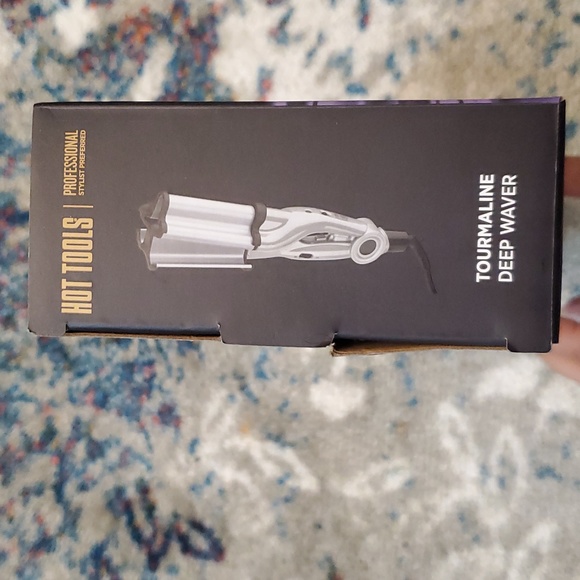 HOT TOOLS | PROFESSIONAL
STYLIST PREFERRED
TOURMALINE
DEEP WAVER